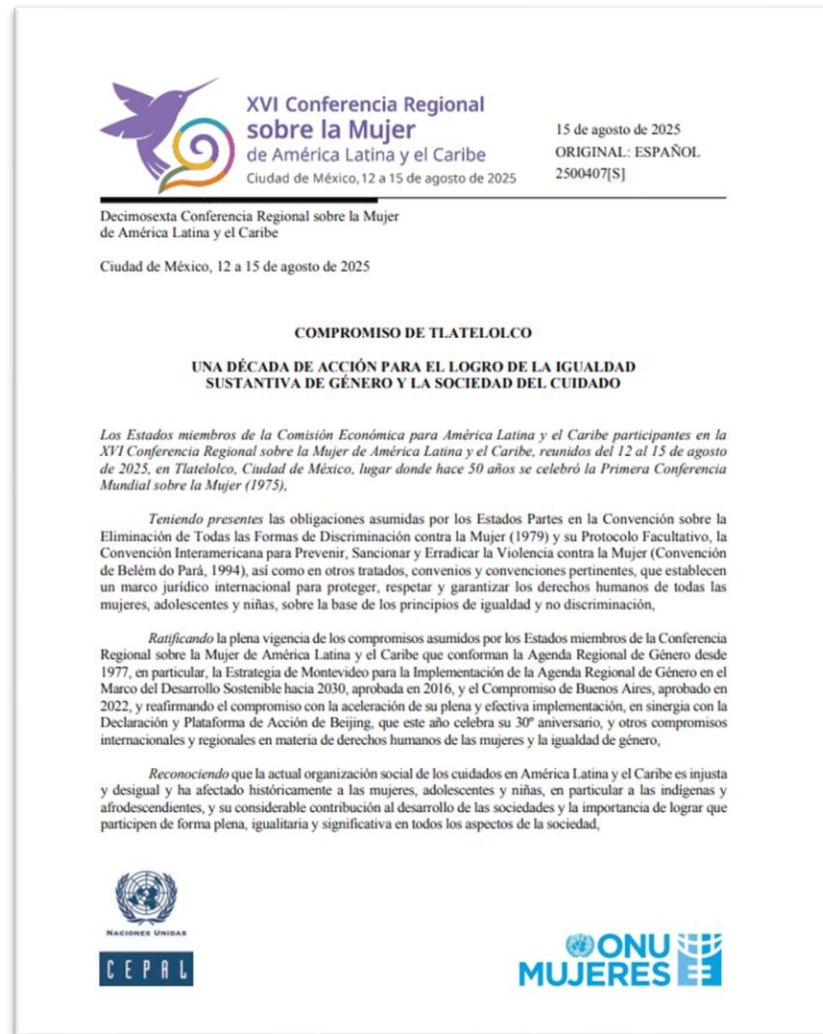 XVI Conferencia Regional
sobre la Mujer
de América Latina y el Caribe
Ciudad de México, 12 a 15 de agosto de 2025
15 de agosto de 2025
ORIGINAL: ESPAÑOL
2500407[S]
Decimosexta Conferencia Regional sobre la Mujer
de América Latina y el Caribe
Ciudad de México, 12 a 15 de agosto de 2025
COMPROMISO DE TLATELOLCO
UNA DÉCADA DE ACCIÓN PARA EL LOGRO DE LA IGUALDAD
SUSTANTIVA DE GÉNERO Y LA SOCIEDAD DEL CUIDADO
Los Estados miembros de la Comisión Económica para América Latina y el Caribe participantes en la
XVI Conferencia Regional sobre la Mujer de América Latina y el Caribe, reunidos del 12 al 15 de agosto
de 2025, en Tlatelolco, Ciudad de México, lugar donde hace 50 años se celebró la Primera Conferencia
Mundial sobre la Mujer (1975),
Teniendo presentes las obligaciones asumidas por los Estados Partes en la Convención sobre la
Eliminación de Todas las Formas de Discriminación contra la Mujer (1979) y su Protocolo Facultativo, la
Convención Interamericana para Prevenir, Sancionar y Erradicar la Violencia contra la Mujer (Convención
de Belém do Pará, 1994), así como en otros tratados, convenios y convenciones pertinentes, que establecen
un marco jurídico internacional para proteger, respetar y garantizar los derechos humanos de todas las
mujeres, adolescentes y niñas, sobre la base de los principios de igualdad y no discriminación,
Ratificando la plena vigencia de los compromisos asumidos por los Estados miembros de la Conferencia
Regional sobre la Mujer de América Latina y el Caribe que conforman la Agenda Regional de Género desde
1977, en particular, la Estrategia de Montevideo para la Implementación de la Agenda Regional de Género en el
Marco del Desarrollo Sostenible hacia 2030, aprobada en 2016, y el Compromiso de Buenos Aires, aprobado en
2022, y reafirmando el compromiso con la aceleración de su plena y efectiva implementación, en sinergia con la
Declaración y Plataforma de Acción de Beijing, que este año celebra su 30º aniversario, y otros compromisos
internacionales y regionales en materia de derechos humanos de las mujeres y la igualdad de género,
Reconociendo que la actual organización social de los cuidados en América Latina y el Caribe es injusta
y desigual y ha afectado históricamente a las mujeres, adolescentes y niñas, en particular a las indígenas y
afrodescendientes, y su considerable contribución al desarrollo de las sociedades y la importancia de lograr que
participen de forma plena, igualitaria y significativa en todos los aspectos de la sociedad,
NACIONES UNIDAS
CEPAL
ONU
MUJERES